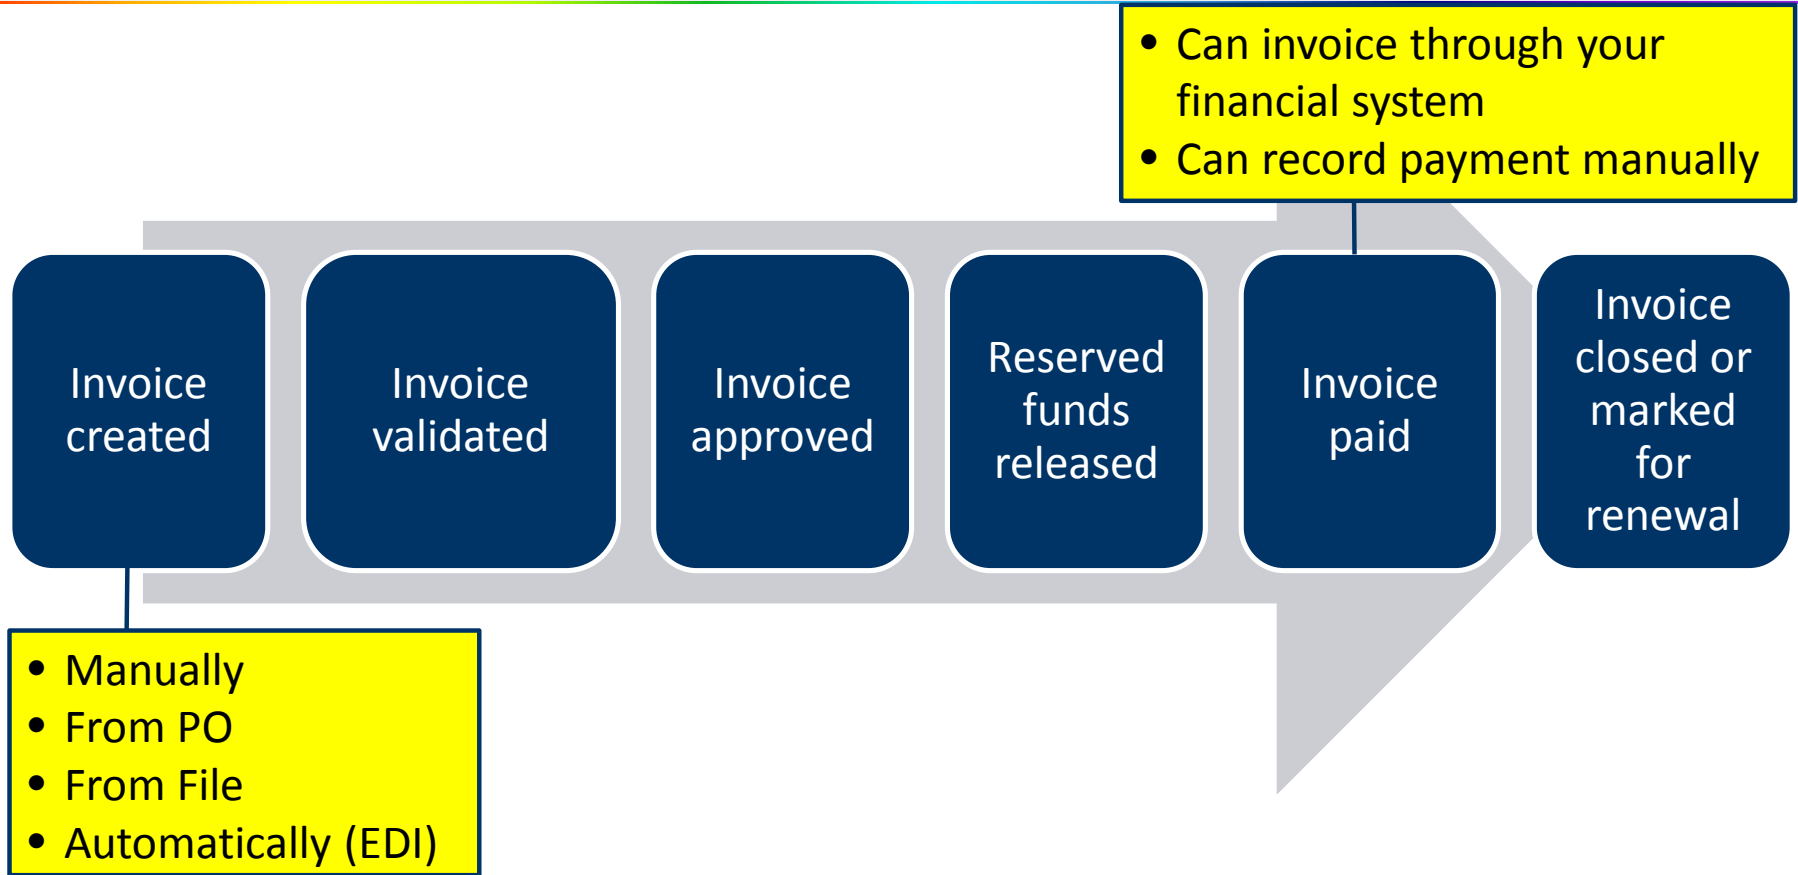 • Can invoice through your
financial system
• Can record payment manually
Invoice
created
Invoice
validated
Invoice
approved
Reserved
funds
released
Invoice
paid
Invoice
closed or
marked
for
renewal
• Manually
• From PO
• From File
• Automatically (EDI)